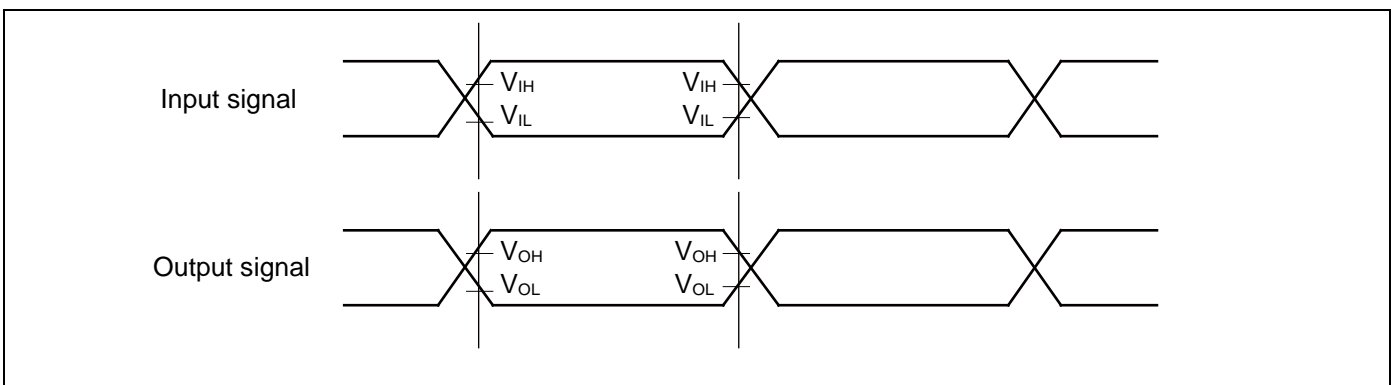 Input signal
VIH
VIH
VIL
VIL
Output signal
VOH
VOH
VOL
VOL